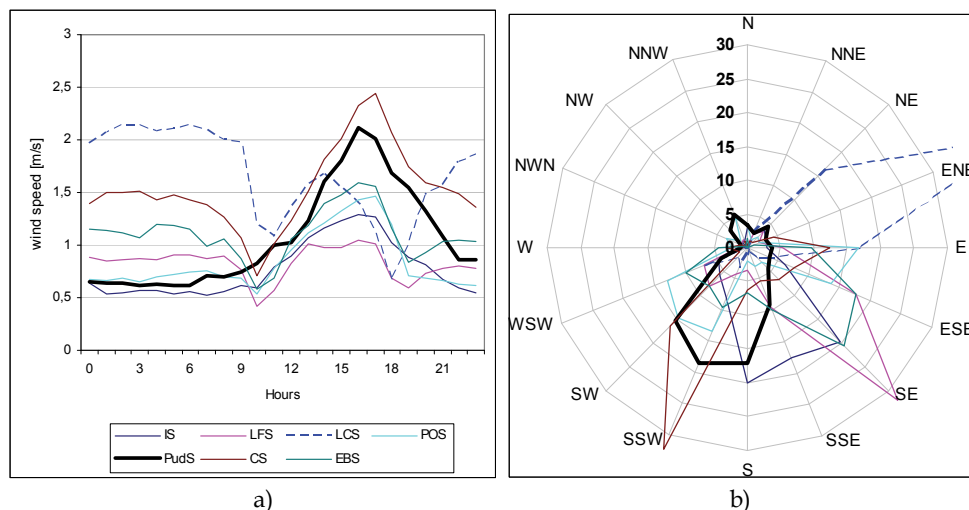 3
2,5
2
1,5
1
0,5
0
wind speed [m/s]
0 3 6 9 12 15 18 21
Hours
IS LFS LCS POS
PudS CS EBS
a)
N
NNW NNE
NW NE
NWN ENE
W E
WSW ESE
SW SE
SSW SSE
S
30
25
20
15
10
5
0
b)